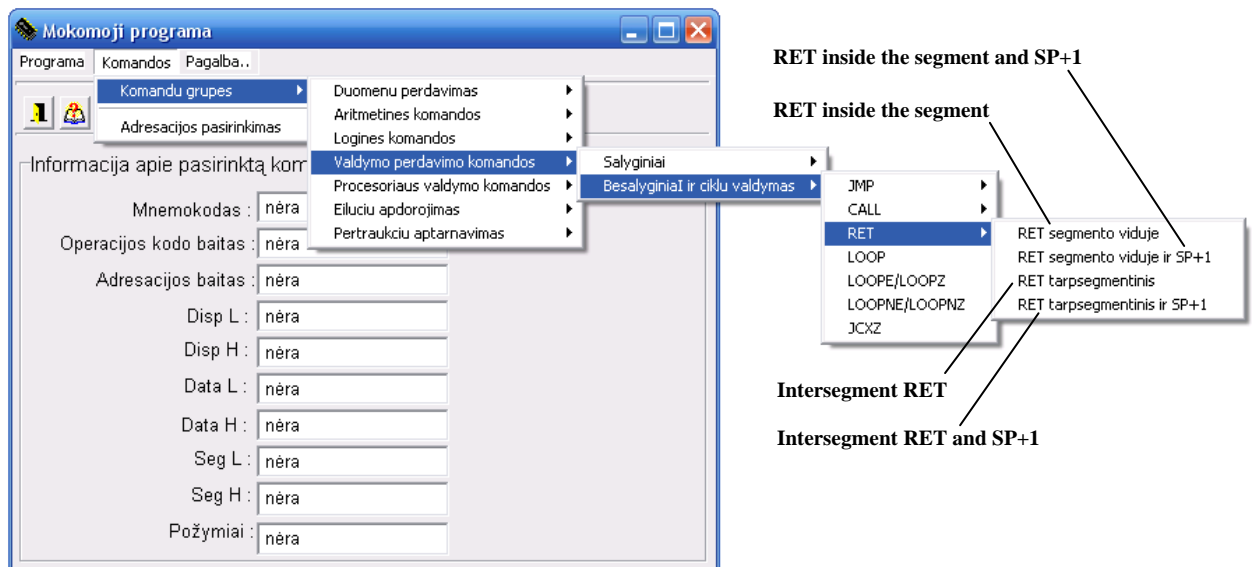 Mokomoji programa
Programa Komandos Pagalba..
Komandu grupes
Adresacijos pasirinkimas
Duomenu perdavimas
Aritmetines komandos
Logines komandos
Valdymo perdavimo komandos
Procesoriaus valdymo komandos
Eiluciu apdorojimas
Pertraukciu aptarnavimas
Salyginiai
BesalyginiaI ir ciklu valdymas
JMP
CALL
RET
LOOP
LOOPE/LOOPZ
LOOPNE/LOOPNZ
JCXZ
RET segmento viduje
RET segmento viduje ir SP+1
RET tarpsegmentinis
RET tarpsegmentinis ir SP+1
RET inside the segment and SP+1
RET inside the segment
Intersegment RET
Intersegment RET and SP+1
Informacija apie pasirinktą kom
Mnemokodas : nėra
Operacijos kodo baitas : nėra
Adresacijos baitas : nėra
Disp L : nėra
Disp H : nėra
Data L : nėra
Data H : nėra
Seg L : nėra
Seg H : nėra
Požymiai : nėra